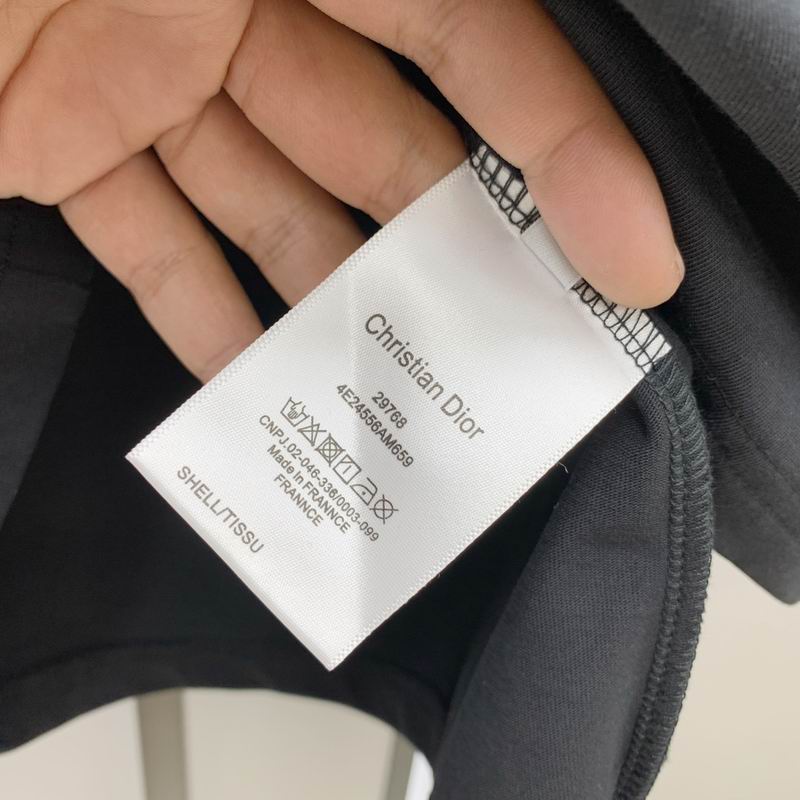 Christian Dior
29768
4E24556AM659
CNPJ.02-046-336/0003-099
Made In FRANNCE
FRANNCE
SHELL/TISSU